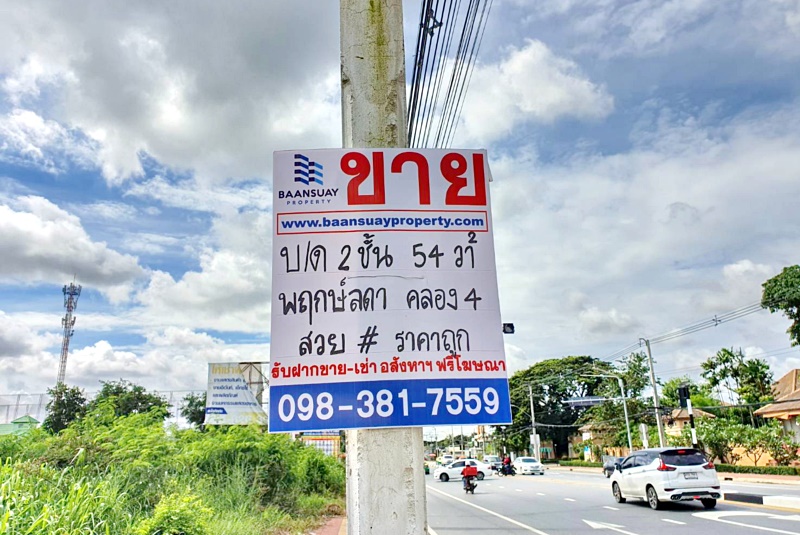 BAANSUAY
PROPERTY
ขาย
www.baansuayproperty.com
บ/ด 2 ชั้น 54 วา²
พฤกษ์ลดา คลอง 4
สวย # ราคาถูก
รับฝากขาย-เช่า อสังหาฯ ฟรีโฆษณา
098-381-7559